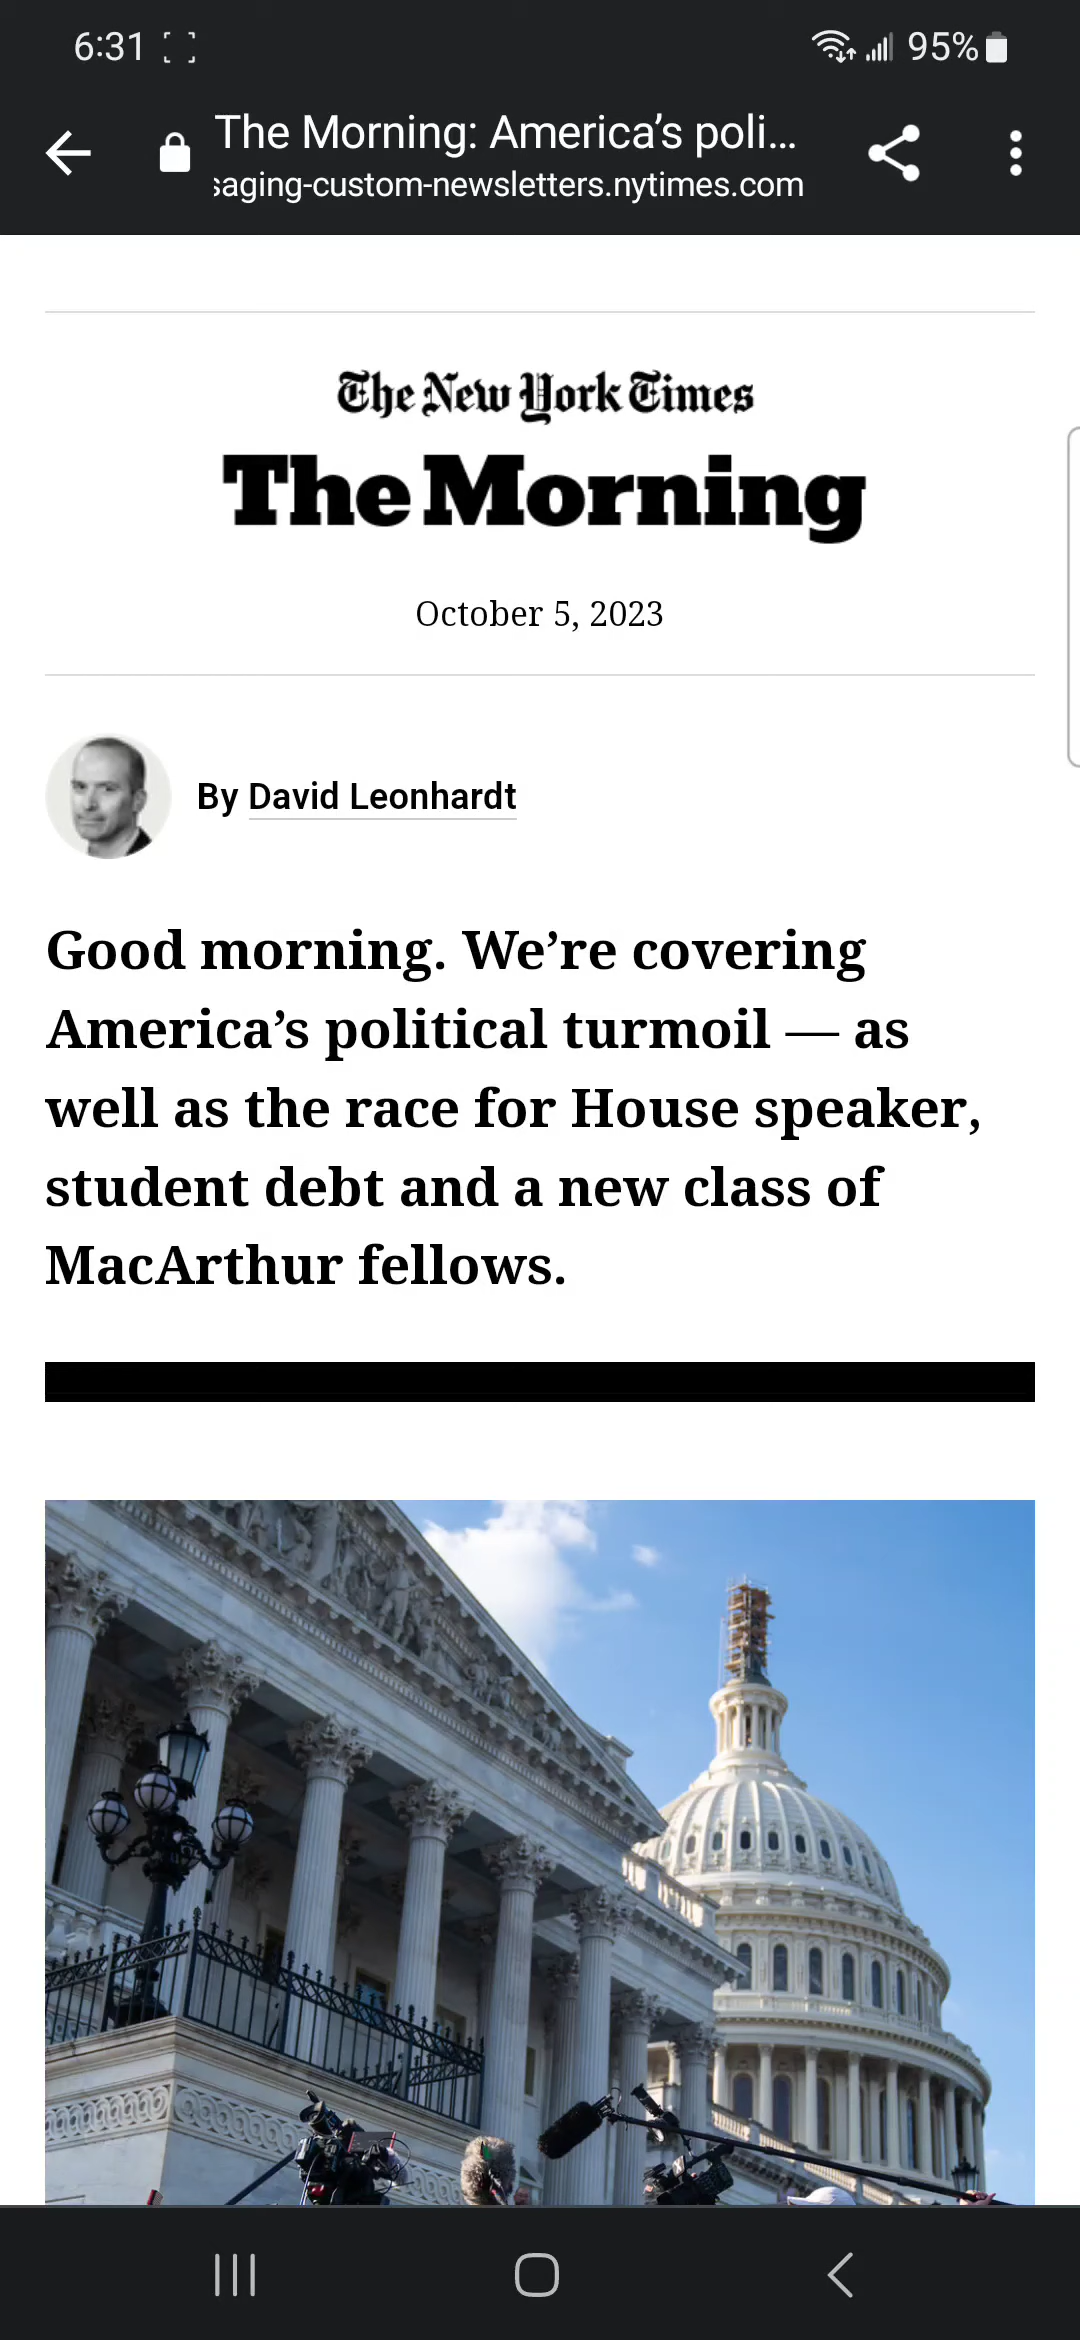 6:31
95%
The Morning: America's poli...
saging-custom-newsletters.nytimes.com
The New York Times
The Morning
October 5, 2023
By David Leonhardt
Good morning. We're covering
America's political turmoil — as
well as the race for House speaker,
student debt and a new class of
MacArthur fellows.